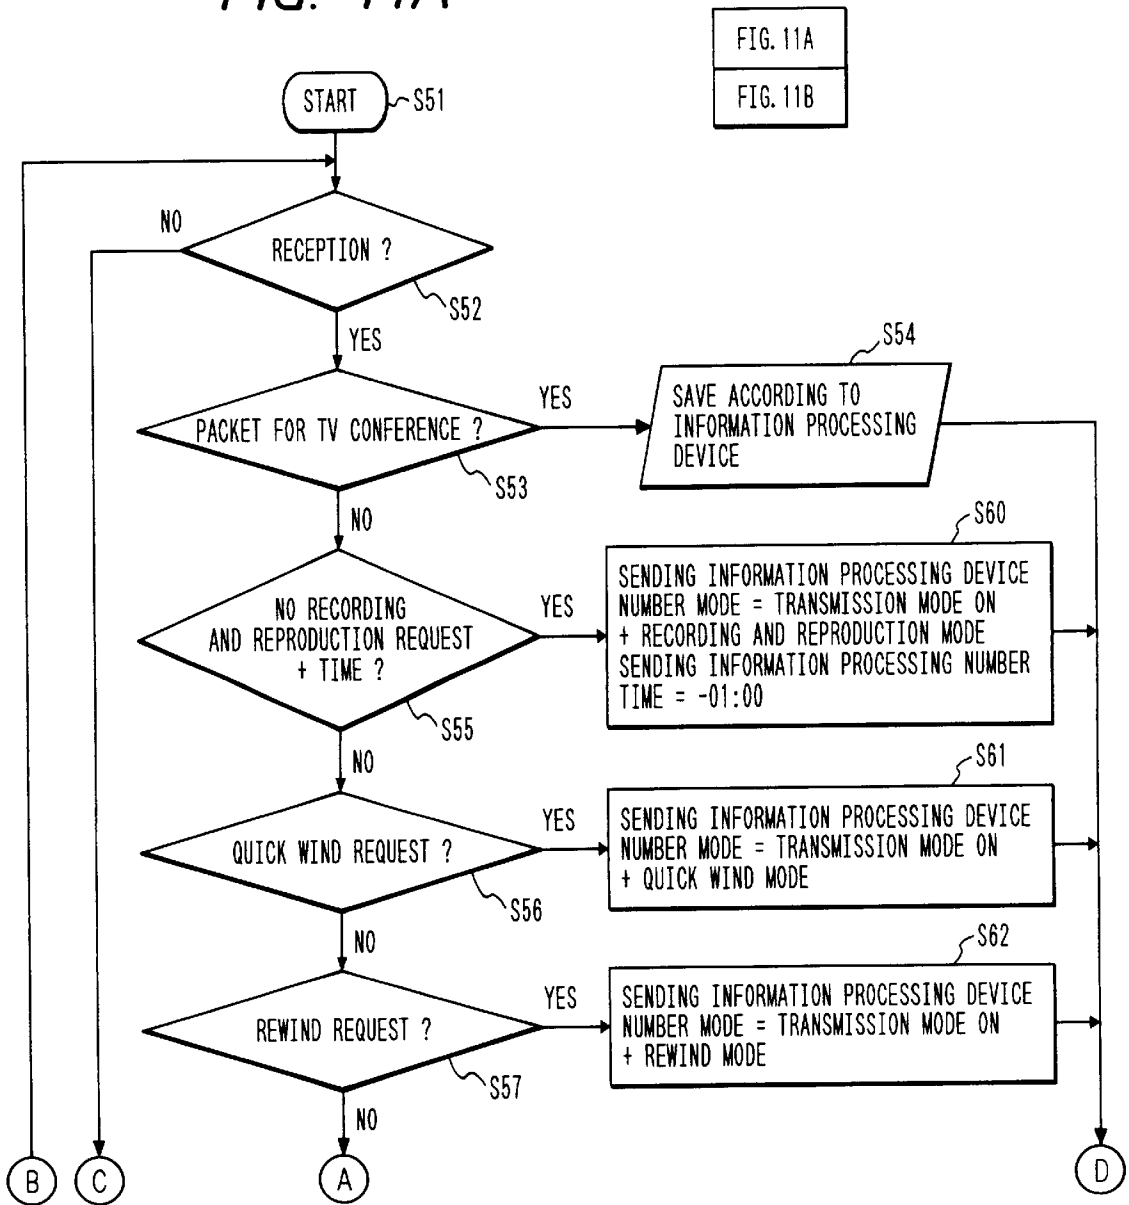 FIG. 11A
FIG. 11A
FIG. 11B
START
S51
NO
RECEPTION ?
S52
YES
S54
PACKET FOR TV CONFERENCE ?
YES
SAVE ACCORDING TO
INFORMATION PROCESSING
DEVICE
S53
NO
S60
NO RECORDING
AND REPRODUCTION REQUEST
+ TIME ?
YES
SENDING INFORMATION PROCESSING DEVICE
NUMBER MODE = TRANSMISSION MODE ON
+ RECORDING AND REPRODUCTION MODE
SENDING INFORMATION PROCESSING NUMBER
TIME = -01:00
S55
NO
S61
QUICK WIND REQUEST ?
YES
SENDING INFORMATION PROCESSING DEVICE
NUMBER MODE = TRANSMISSION MODE ON
+ QUICK WIND MODE
S56
NO
S62
REWIND REQUEST ?
YES
SENDING INFORMATION PROCESSING DEVICE
NUMBER MODE = TRANSMISSION MODE ON
+ REWIND MODE
S57
NO
B
C
A
D